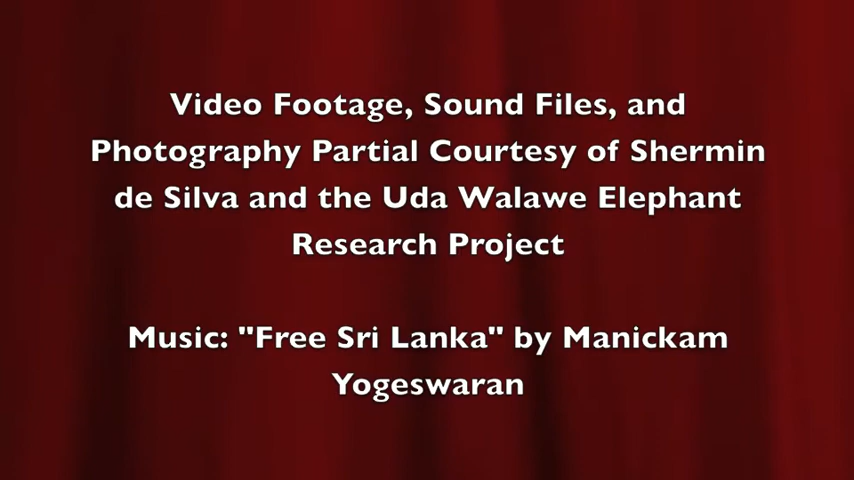 Video Footage, Sound Files, and
Photography Partial Courtesy of Shermin
de Silva and the Uda Walawe Elephant
Research Project
Music: "Free Sri Lanka" by Manickam
Yogeswaran